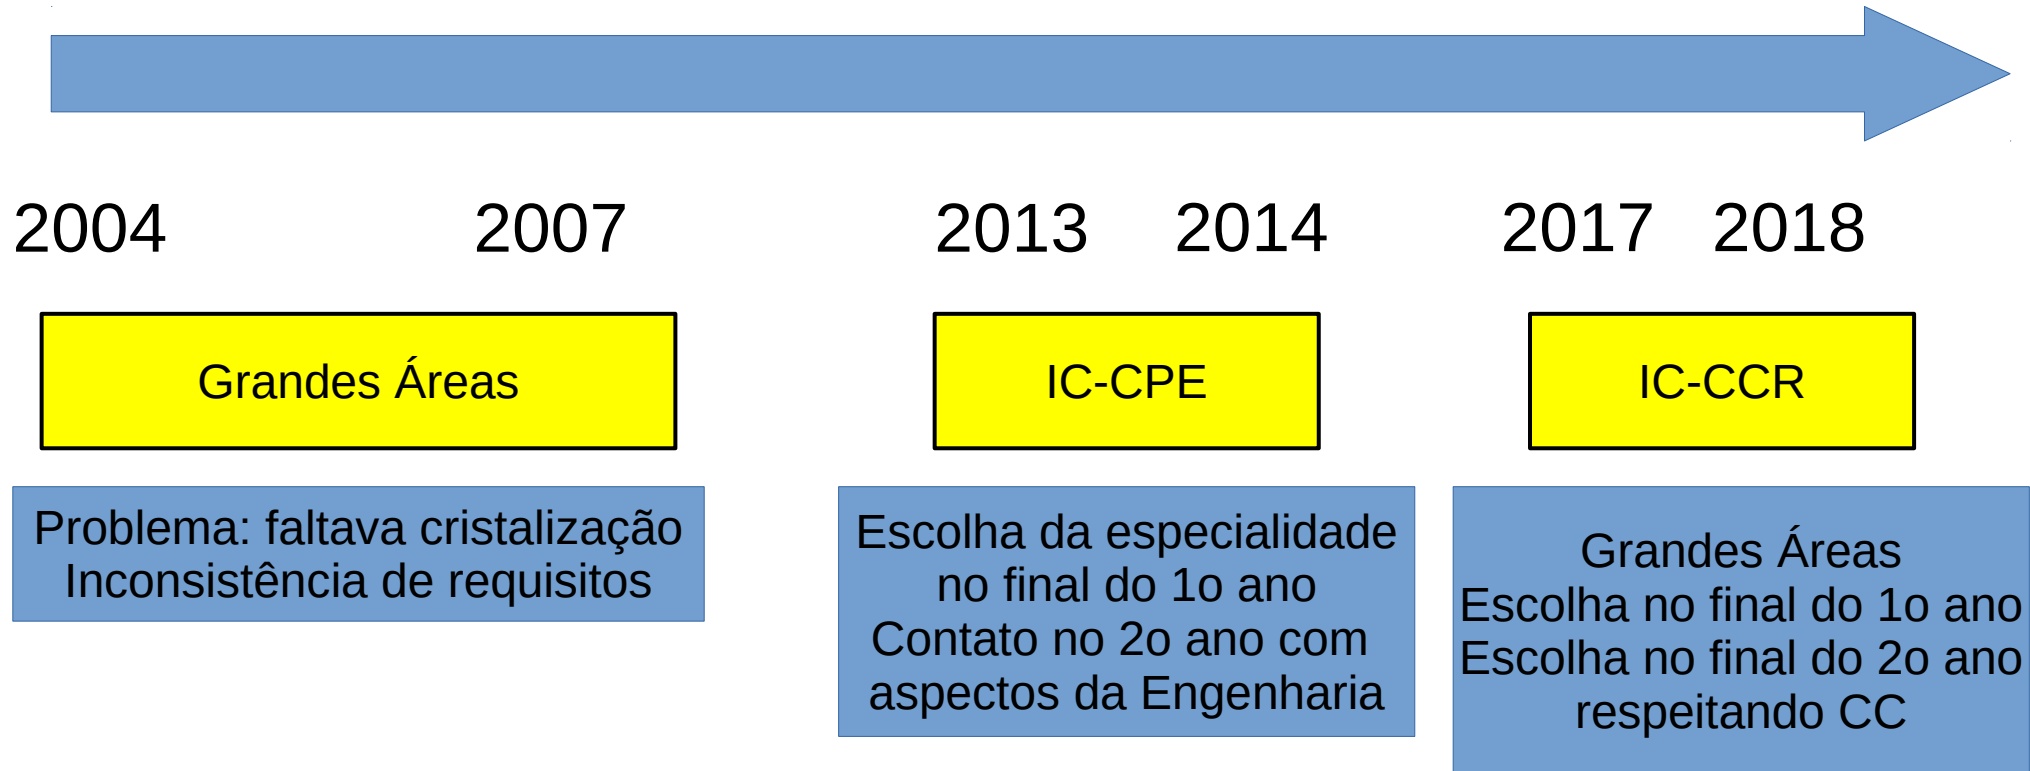 2004 2007 2013 2014 2017 2018
Grandes Áreas
IC-CPE
IC-CCR
Problema: faltava cristalização
Inconsistência de requisitos
Escolha da especialidade
no final do 1o ano
Contato no 2o ano com
aspectos da Engenharia
Grandes Áreas
Escolha no final do 1o ano
Escolha no final do 2o ano
respeitando CC